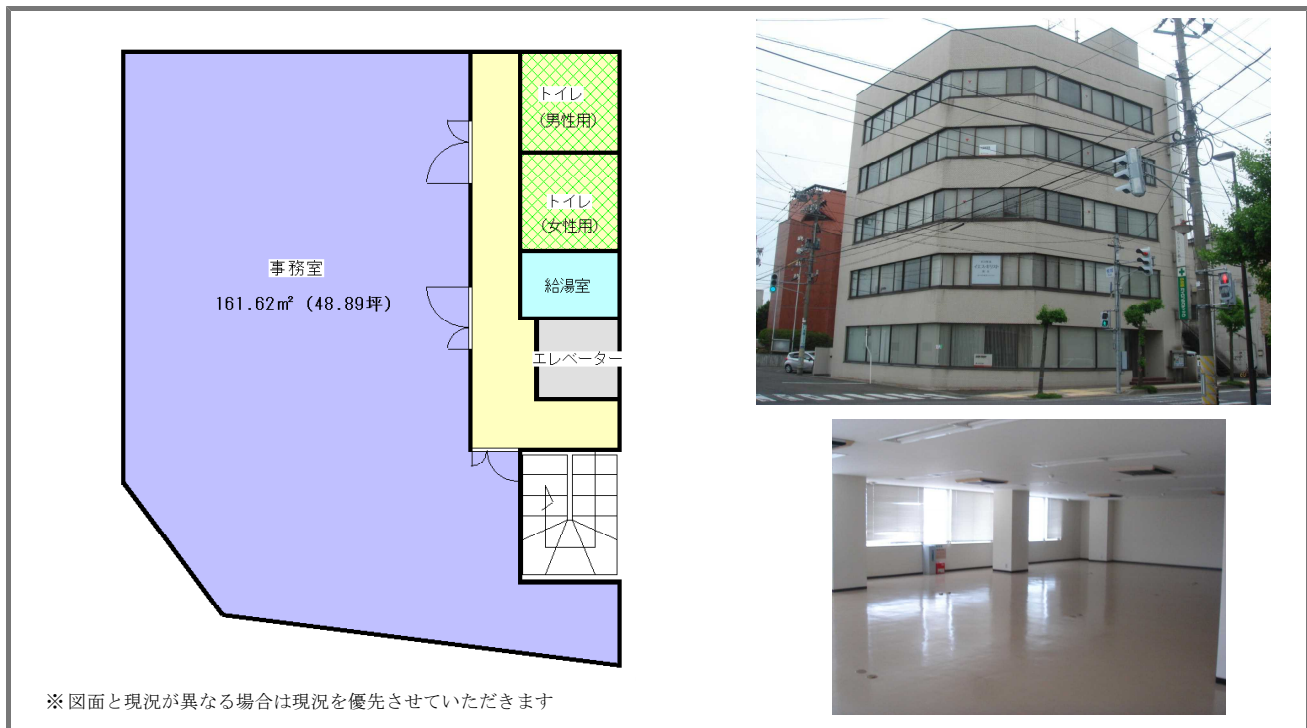 トイレ
(男性用)
トイレ
(女性用)
事務室
161.62㎡ (48.89坪)
給湯室
エレベーター
※図面と現況が異なる場合は現況を優先させていただきます